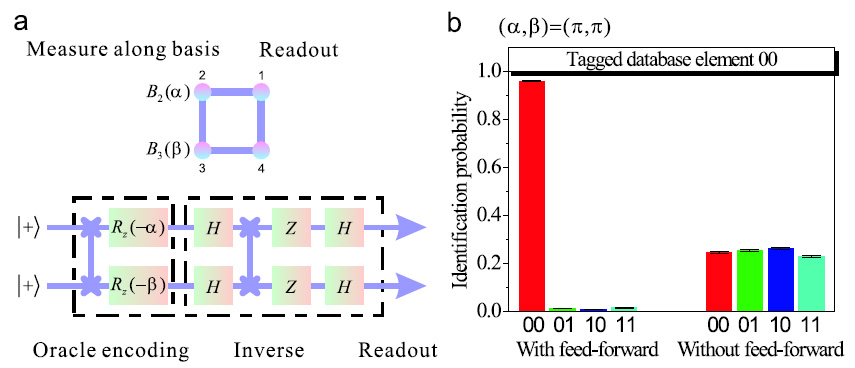 a
Measure along basis Readout
2 1
B₂(α)
B₃(β)
3 4
|+⟩ R_z(−α) H Z H
|+⟩ R_z(−β) H Z H
Oracle encoding Inverse Readout
b
(α,β)=(π,π)
Tagged database element 00
Identification probability
1.0
0.8
0.6
0.4
0.2
0.0
00 01 10 11 00 01 10 11
With feed-forward Without feed-forward